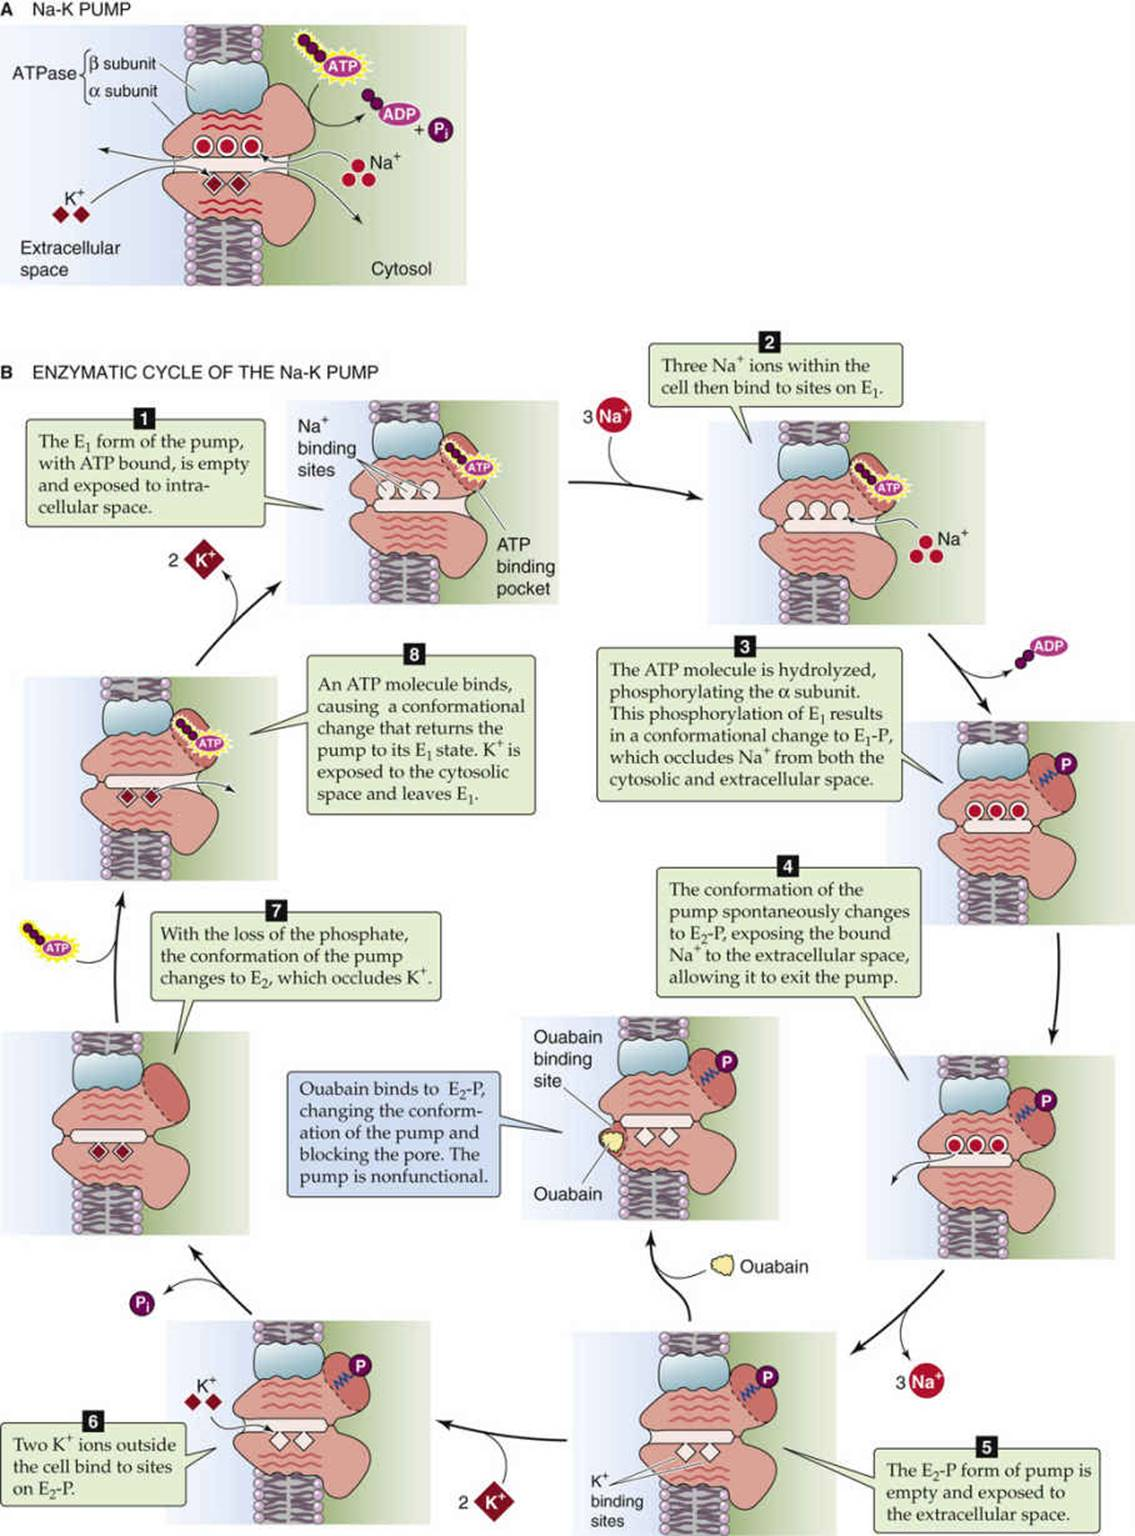 A Na-K PUMP
ATPase
β subunit
α subunit
ATP
ADP
+ Pi
Na⁺
K⁺
Extracellular
space
Cytosol
B ENZYMATIC CYCLE OF THE Na-K PUMP
1
The E₁ form of the pump,
with ATP bound, is empty
and exposed to intra-
cellular space.
Na⁺
binding
sites
ATP
ATP
binding
pocket
3 Na⁺
2
Three Na⁺ ions within the
cell then bind to sites on E₁.
ATP
Na⁺
ADP
3
The ATP molecule is hydrolyzed,
phosphorylating the α subunit.
This phosphorylation of E₁ results
in a conformational change to E₁-P,
which occludes Na⁺ from both the
cytosolic and extracellular space.
P
4
The conformation of the
pump spontaneously changes
to E₂-P, exposing the bound
Na⁺ to the extracellular space,
allowing it to exit the pump.
P
3 Na⁺
5
The E₂-P form of pump is
empty and exposed to
the extracellular space.
P
K⁺
binding
sites
Ouabain
Ouabain
binding
site
P
Ouabain
Ouabain binds to E₂-P,
changing the conform-
ation of the pump and
blocking the pore. The
pump is nonfunctional.
2 K⁺
6
Two K⁺ ions outside
the cell bind to sites
on E₂-P.
K⁺
P
Pi
7
With the loss of the phosphate,
the conformation of the pump
changes to E₂, which occludes K⁺.
ATP
8
An ATP molecule binds,
causing a conformational
change that returns the
pump to its E₁ state. K⁺ is
exposed to the cytosolic
space and leaves E₁.
ATP
2 K⁺